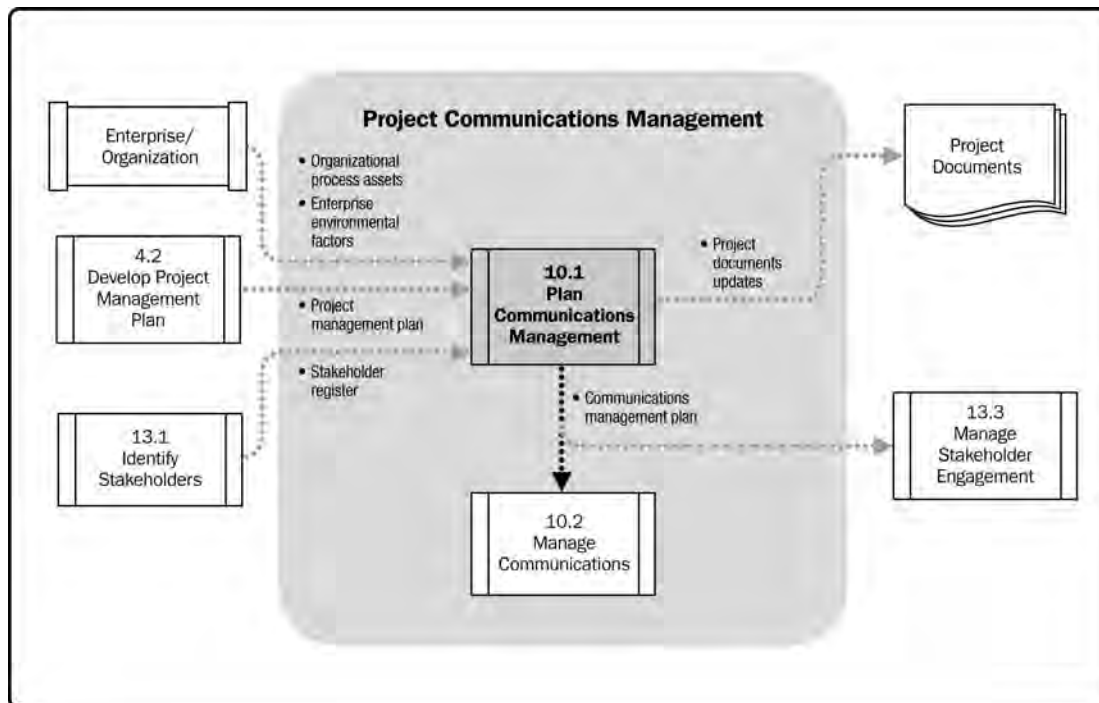 Project Communications Management
Enterprise/
Organization
• Organizational
process assets
• Enterprise
environmental
factors
Project
Documents
4.2
Develop Project
Management
Plan
• Project
management plan
10.1
Plan
Communications
Management
• Project
documents
updates
• Stakeholder
register
13.1
Identify
Stakeholders
• Communications
management plan
13.3
Manage
Stakeholder
Engagement
10.2
Manage
Communications